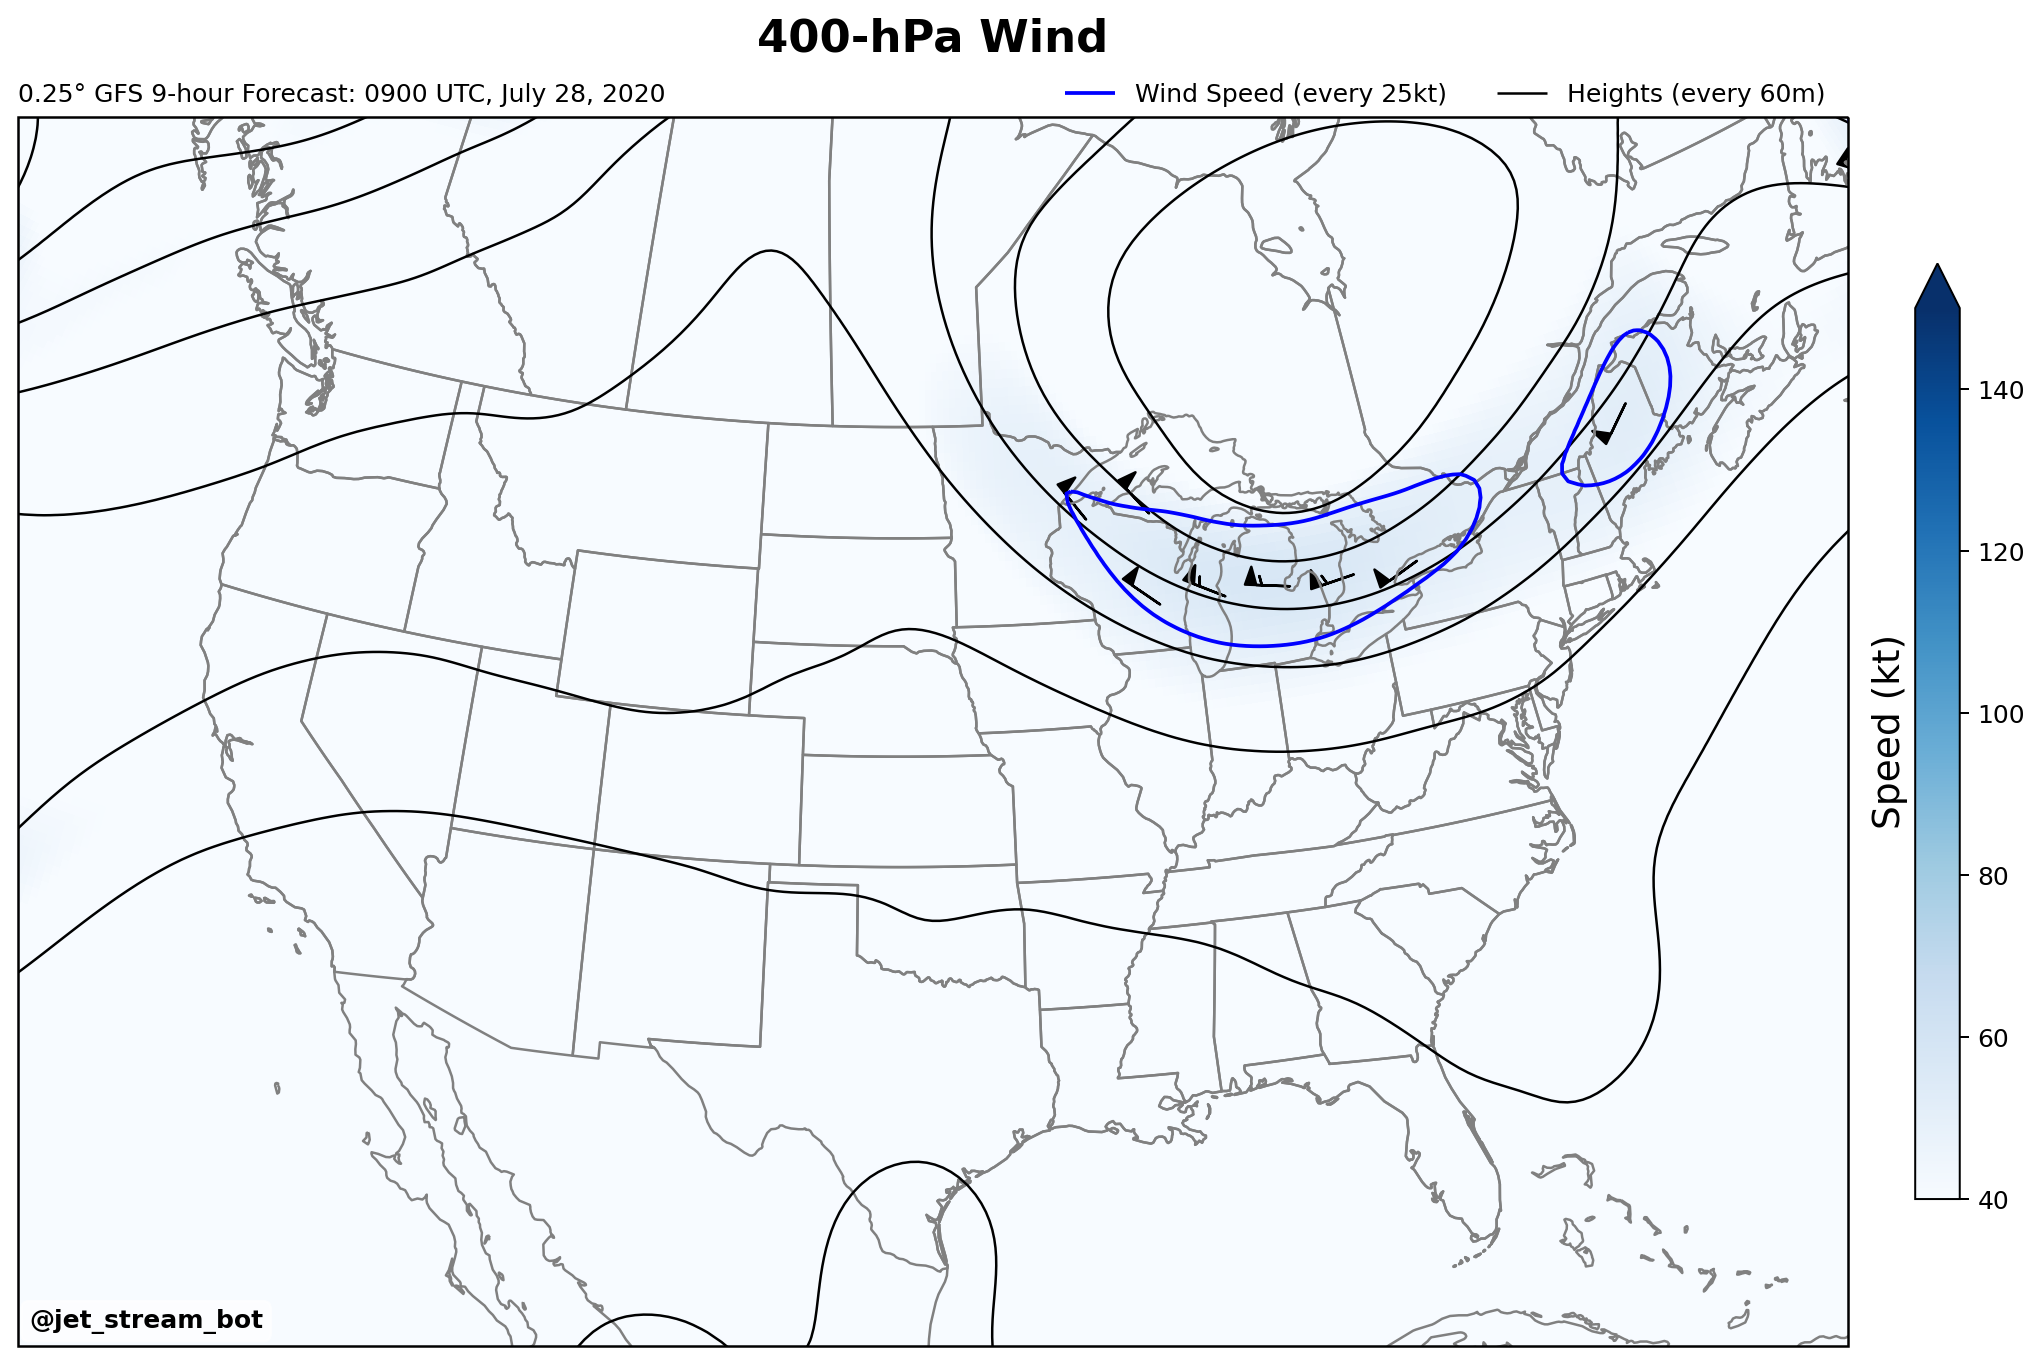 400-hPa Wind
0.25° GFS 9-hour Forecast: 0900 UTC, July 28, 2020
Wind Speed (every 25kt)
Heights (every 60m)
140
120
100
80
60
40
Speed (kt)
@jet_stream_bot